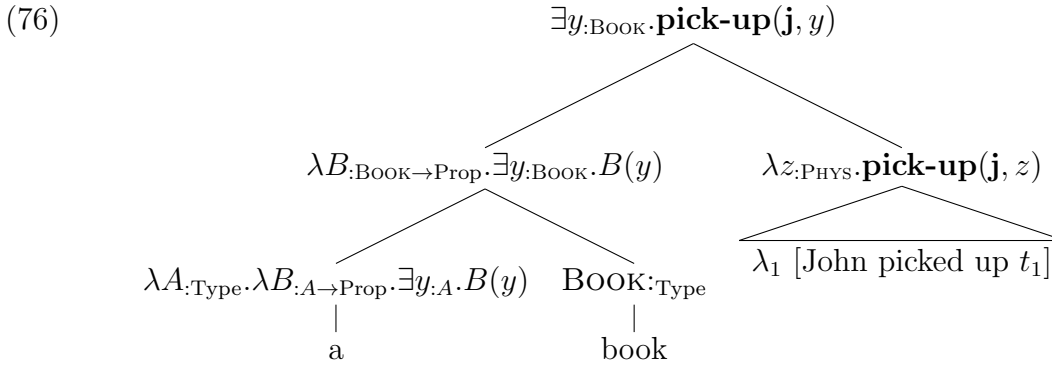 (76) ∃y:BOOK.pick-up(j, y)
λB:BOOK→Prop.∃y:BOOK.B(y) λz:PHYS.pick-up(j, z)
λ₁ [John picked up t₁]
λA:Type.λB:A→Prop.∃y:A.B(y) BOOK:Type
a book